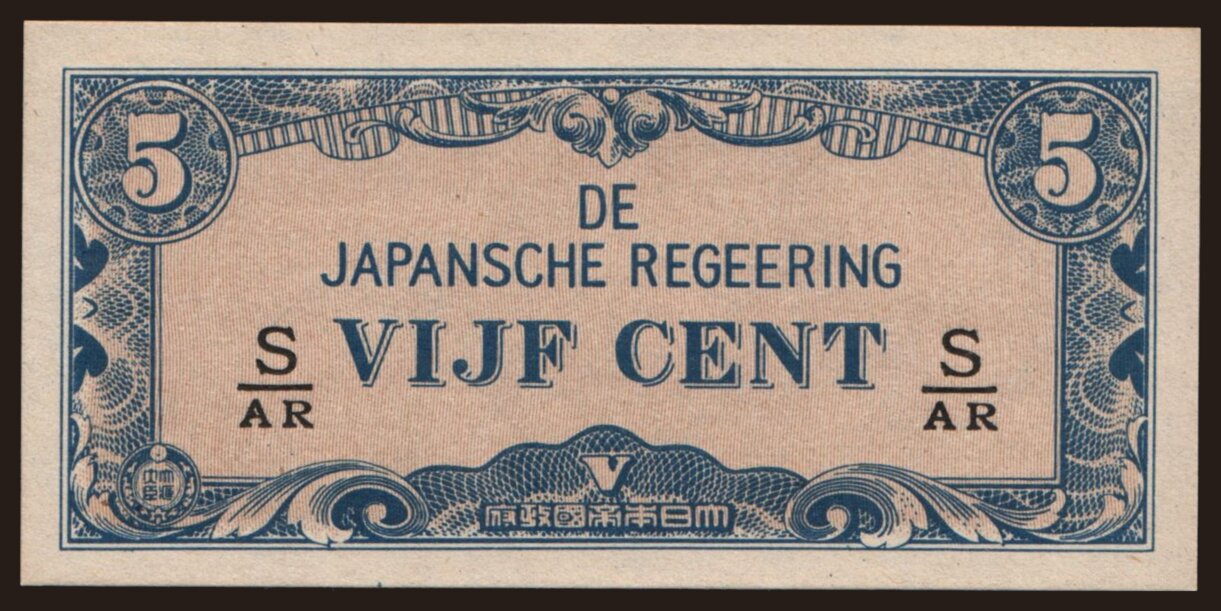 5 5
DE
JAPANSCHE REGEERING
VIJF CENT
S/AR S/AR
V
府政國帝本日大